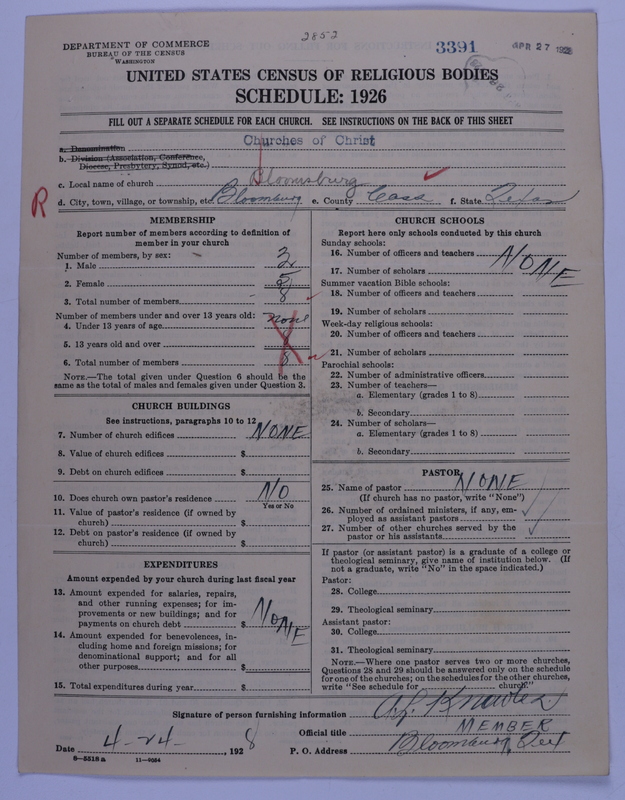 2852
DEPARTMENT OF COMMERCE
BUREAU OF THE CENSUS
WASHINGTON
3391
APR 27 1928
UNITED STATES CENSUS OF RELIGIOUS BODIES
SCHEDULE: 1926
FILL OUT A SEPARATE SCHEDULE FOR EACH CHURCH. SEE INSTRUCTIONS ON THE BACK OF THIS SHEET
a. Denomination Churches of Christ
b. Division (Association, Conference,
Diocese, Presbytery, Synod, etc.)
c. Local name of church Bloomsburg
R d. City, town, village, or township, etc. Bloomburg e. County Cass f. State Texas
MEMBERSHIP
Report number of members according to definition of
member in your church
Number of members, by sex:
1. Male 3
2. Female 5
3. Total number of members 8
Number of members under and over 13 years old:
4. Under 13 years of age none
5. 13 years old and over 8
6. Total number of members 8
NOTE.—The total given under Question 6 should be the
same as the total of males and females given under Question 3.
CHURCH BUILDINGS
See instructions, paragraphs 10 to 12
7. Number of church edifices NONE
8. Value of church edifices $
9. Debt on church edifices $
10. Does church own pastor's residence NO
Yes or No
11. Value of pastor's residence (if owned by
church) $
12. Debt on pastor's residence (if owned by
church) $
EXPENDITURES
Amount expended by your church during last fiscal year
13. Amount expended for salaries, repairs,
and other running expenses; for im-
provements or new buildings; and for
payments on church debt $ NONE
14. Amount expended for benevolences, in-
cluding home and foreign missions; for
denominational support; and for all
other purposes $
15. Total expenditures during year $
CHURCH SCHOOLS
Report here only schools conducted by this church
Sunday schools:
16. Number of officers and teachers NONE
17. Number of scholars
Summer vacation Bible schools:
18. Number of officers and teachers
19. Number of scholars
Week-day religious schools:
20. Number of officers and teachers
21. Number of scholars
Parochial schools:
22. Number of administrative officers
23. Number of teachers—
a. Elementary (grades 1 to 8)
b. Secondary
24. Number of scholars—
a. Elementary (grades 1 to 8)
b. Secondary
PASTOR
25. Name of pastor NONE
(If church has no pastor, write "None")
26. Number of ordained ministers, if any, em-
ployed as assistant pastors
27. Number of other churches served by the
pastor or his assistants
If pastor (or assistant pastor) is a graduate of a college or
theological seminary, give name of institution below. (If
not a graduate, write "No" in the space indicated.)
Pastor:
28. College
29. Theological seminary
Assistant pastor:
30. College
31. Theological seminary
NOTE.—Where one pastor serves two or more churches,
Questions 28 and 29 should be answered only on the schedule
for one of the churches; on the schedules for the other churches,
write "See schedule for church."
Signature of person furnishing information
Official title MEMBER
Date 4-24-, 1928 P. O. Address Bloomburg, Tex
8—5518a 11—9064